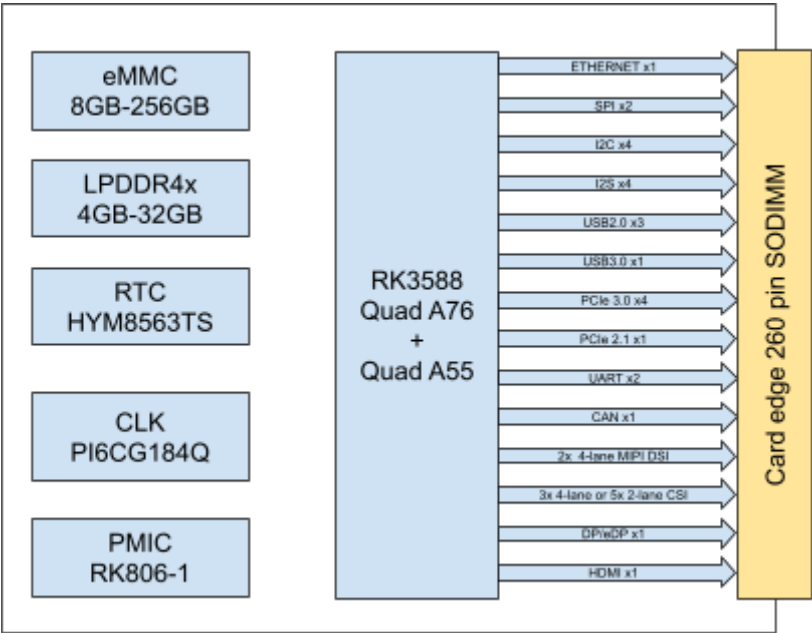 eMMC
8GB-256GB
LPDDR4x
4GB-32GB
RTC
HYM8563TS
CLK
PI6CG184Q
PMIC
RK806-1
RK3588
Quad A76
+
Quad A55
ETHERNET x1
SPI x2
I2C x4
I2S x4
USB2.0 x3
USB3.0 x1
PCIe 3.0 x4
PCIe 2.1 x1
UART x2
CAN x1
2x 4-lane MIPI DSI
3x 4-lane or 5x 2-lane CSI
DP/eDP x1
HDMI x1
Card edge 260 pin SODIMM